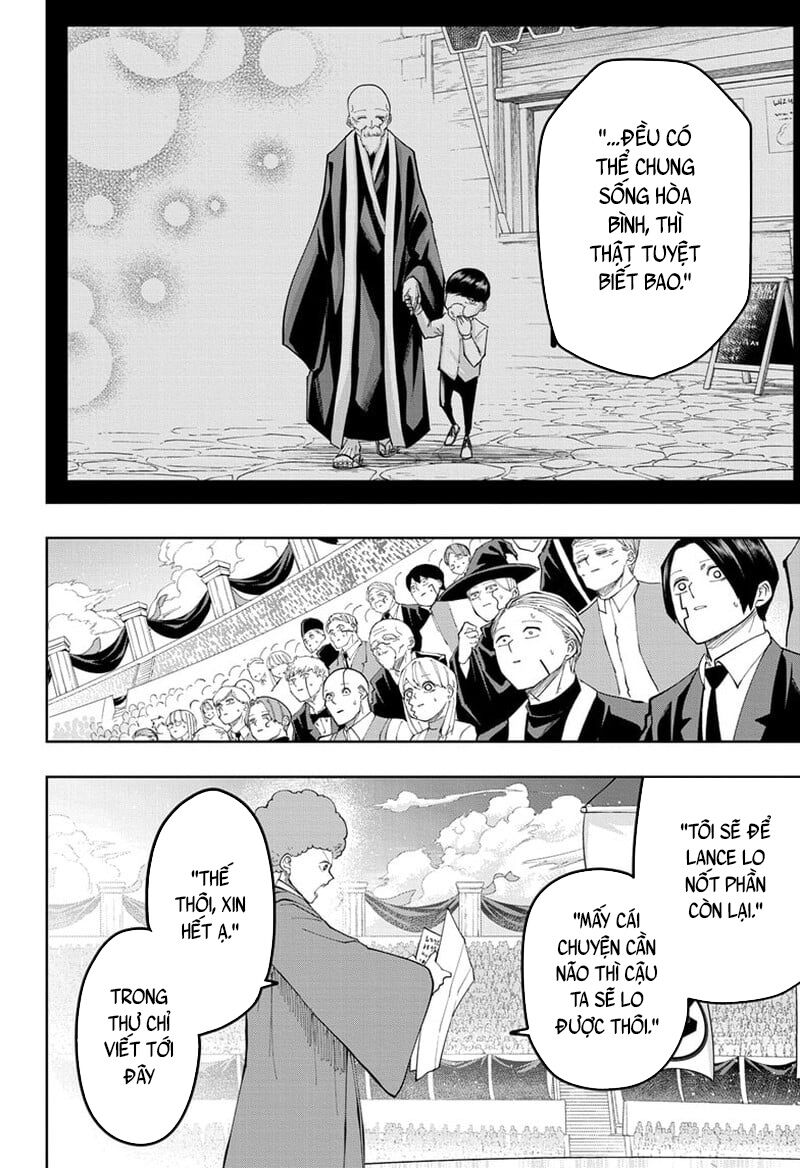 "...ĐỀU CÓ
THỂ CHUNG
SỐNG HÒA
BÌNH, THÌ
THẬT TUYỆT
BIẾT BAO."
"TÔI SẼ ĐỂ
LANCE LO
NỐT PHẦN
CÒN LẠI."
"MẤY CÁI
CHUYỆN CẦN
NÃO THÌ CẬU
TA SẼ LO
ĐƯỢC THÔI."
"THẾ
THÔI, XIN
HẾT Ạ."
TRONG
THƯ CHỈ
VIẾT TỚI
ĐÂY